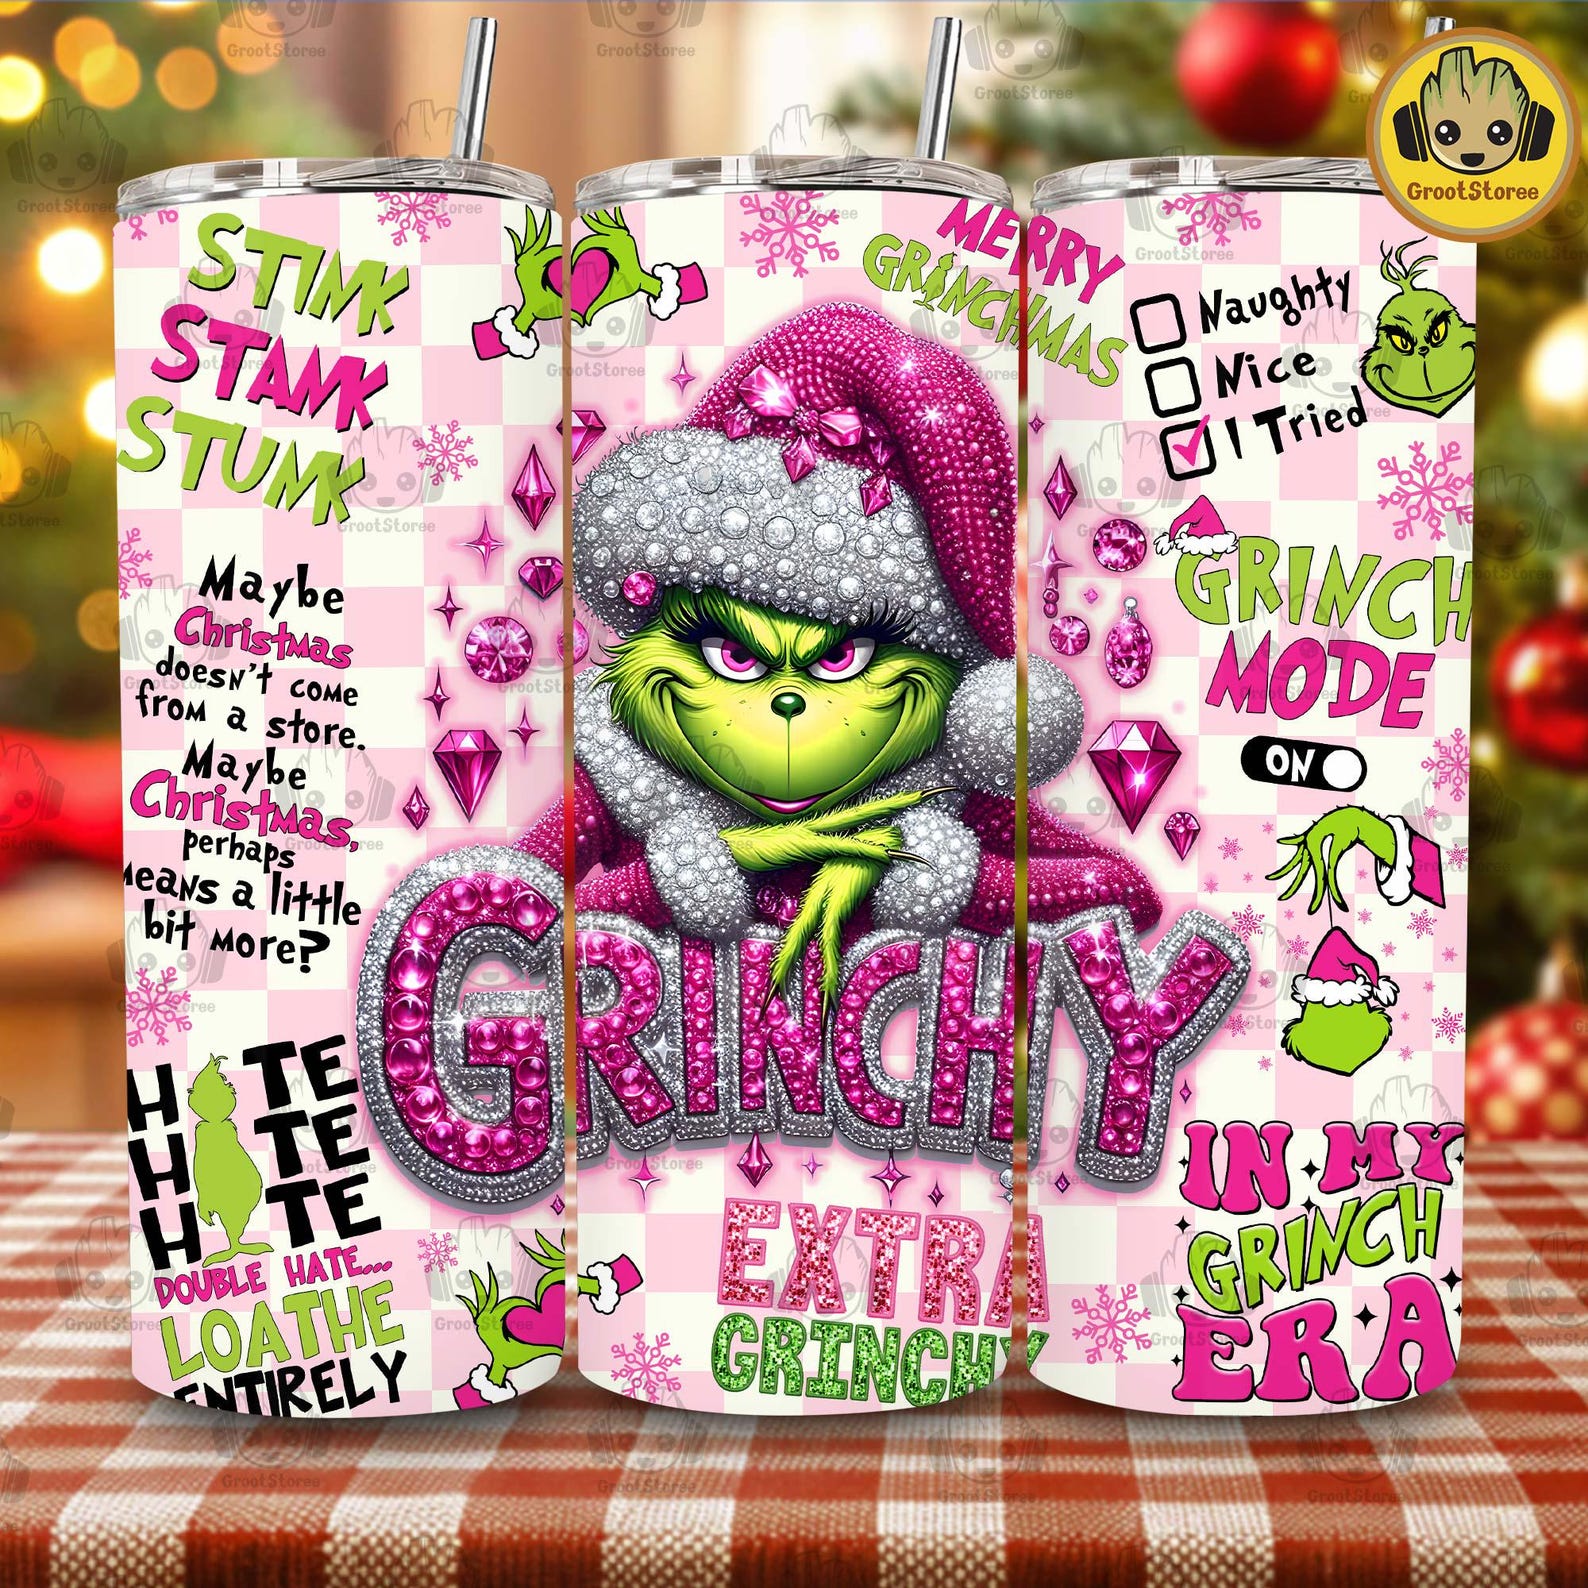 STINK
STANK
STUNK
Maybe
Christmas
doesn't come
from a store.
Maybe
Christmas,
perhaps
means a little
bit more?
H TE
H TE
H TE
DOUBLE HATE...
LOATHE
ENTIRELY
MERRY
GRINCHMAS
GRINCHY
EXTRA
GRINCHY
Naughty
Nice
I Tried
GRINCH
MODE
ON
IN MY
GRINCH
ERA
GrootStoree